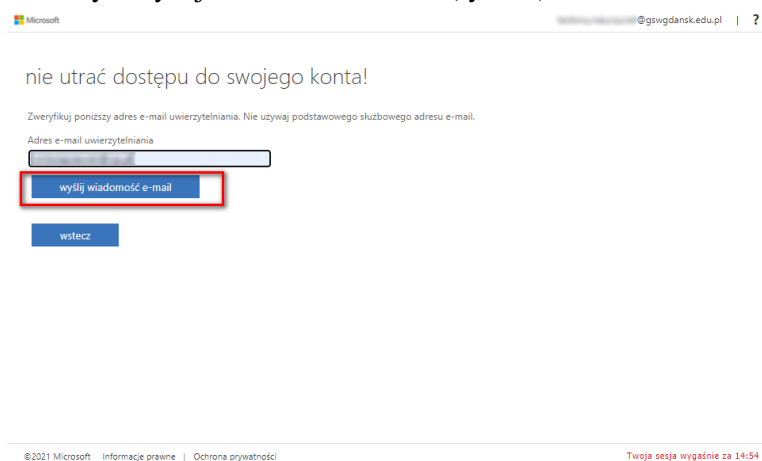 Microsoft
@gswgdansk.edu.pl | ?
nie utrać dostępu do swojego konta!
Zweryfikuj poniższy adres e-mail uwierzytelniania. Nie używaj podstawowego służbowego adresu e-mail.
Adres e-mail uwierzytelniania
wyślij wiadomość e-mail
wstecz
©2021 Microsoft Informacje prawne | Ochrona prywatności
Twoja sesja wygaśnie za 14:54